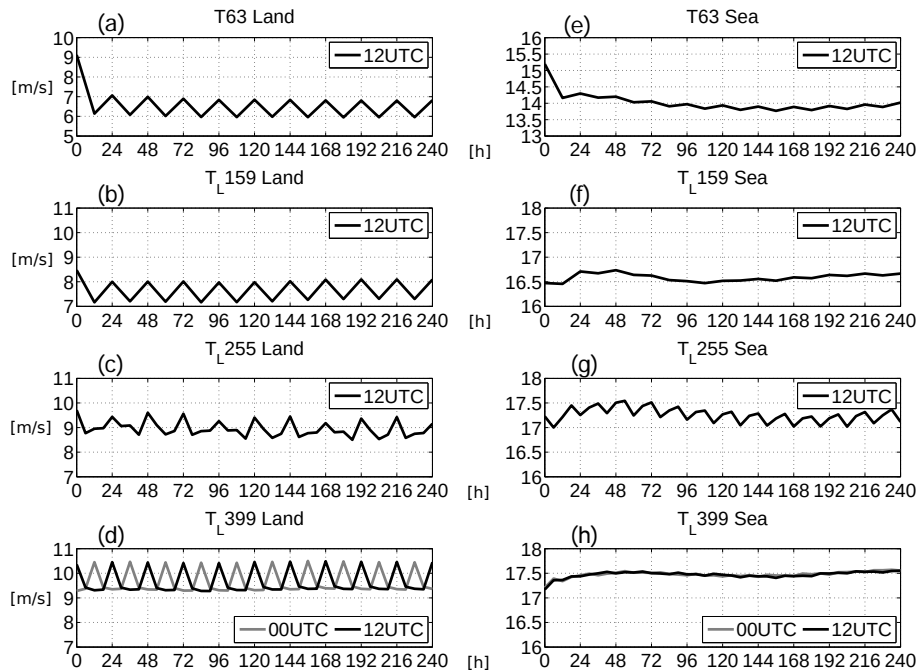 T63 Land
(a)
[m/s]
10
9
8
7
6
5
12UTC
0 24 48 72 96 120 144 168 192 216 240
[h]
T63 Sea
(e)
16
15.5
15
14.5
14
13.5
13
12UTC
0 24 48 72 96 120 144 168 192 216 240
T_L159 Land
(b)
[m/s]
11
10
9
8
7
12UTC
0 24 48 72 96 120 144 168 192 216 240
[h]
T_L159 Sea
(f)
18
17.5
17
16.5
16
12UTC
0 24 48 72 96 120 144 168 192 216 240
T_L255 Land
(c)
[m/s]
11
10
9
8
7
12UTC
0 24 48 72 96 120 144 168 192 216 240
[h]
T_L255 Sea
(g)
18
17.5
17
16.5
16
12UTC
0 24 48 72 96 120 144 168 192 216 240
T_L399 Land
(d)
[m/s]
11
10
9
8
7
00UTC 12UTC
0 24 48 72 96 120 144 168 192 216 240
[h]
T_L399 Sea
(h)
18
17.5
17
16.5
16
00UTC 12UTC
0 24 48 72 96 120 144 168 192 216 240